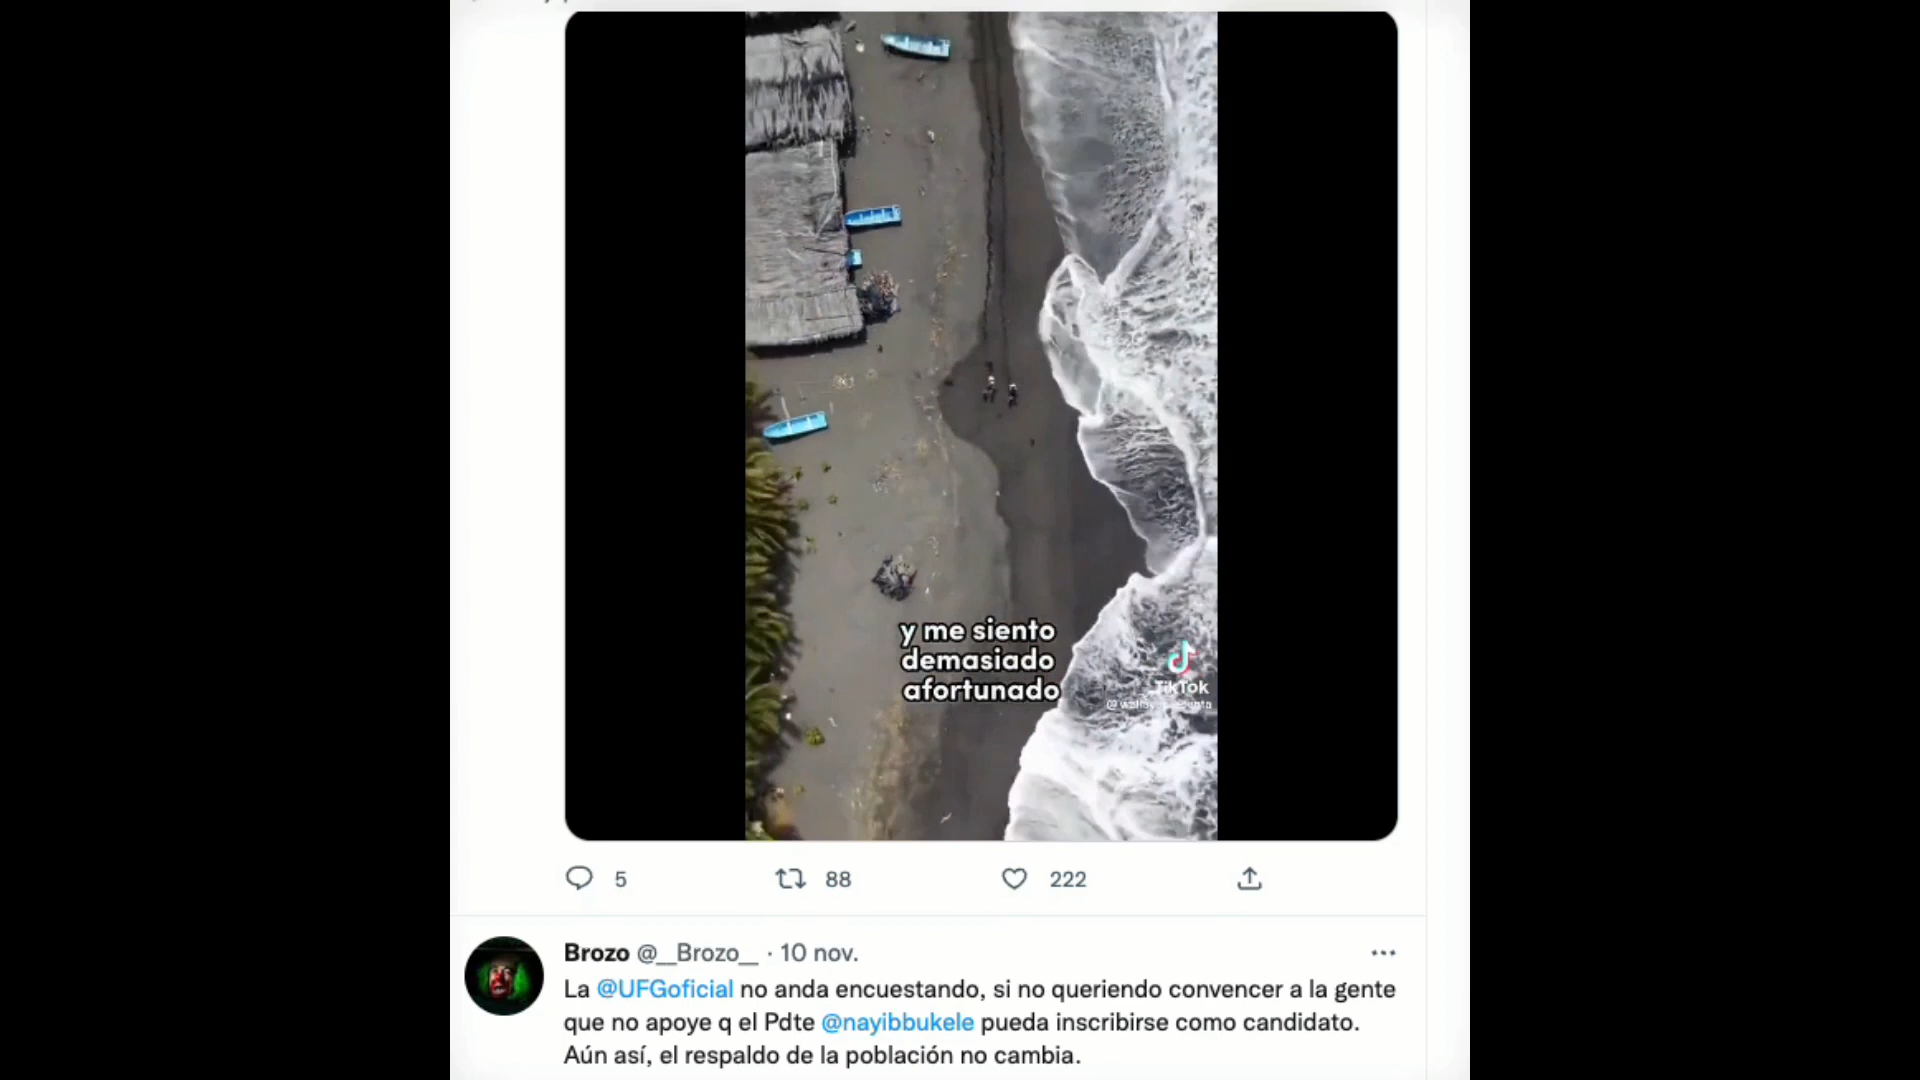 y me siento
demasiado
afortunado
TikTok
5
88
222
Brozo @__Brozo__ · 10 nov.
La @UFGoficial no anda encuestando, si no queriendo convencer a la gente
que no apoye q el Pdte @nayibbukele pueda inscribirse como candidato.
Aún así, el respaldo de la población no cambia.